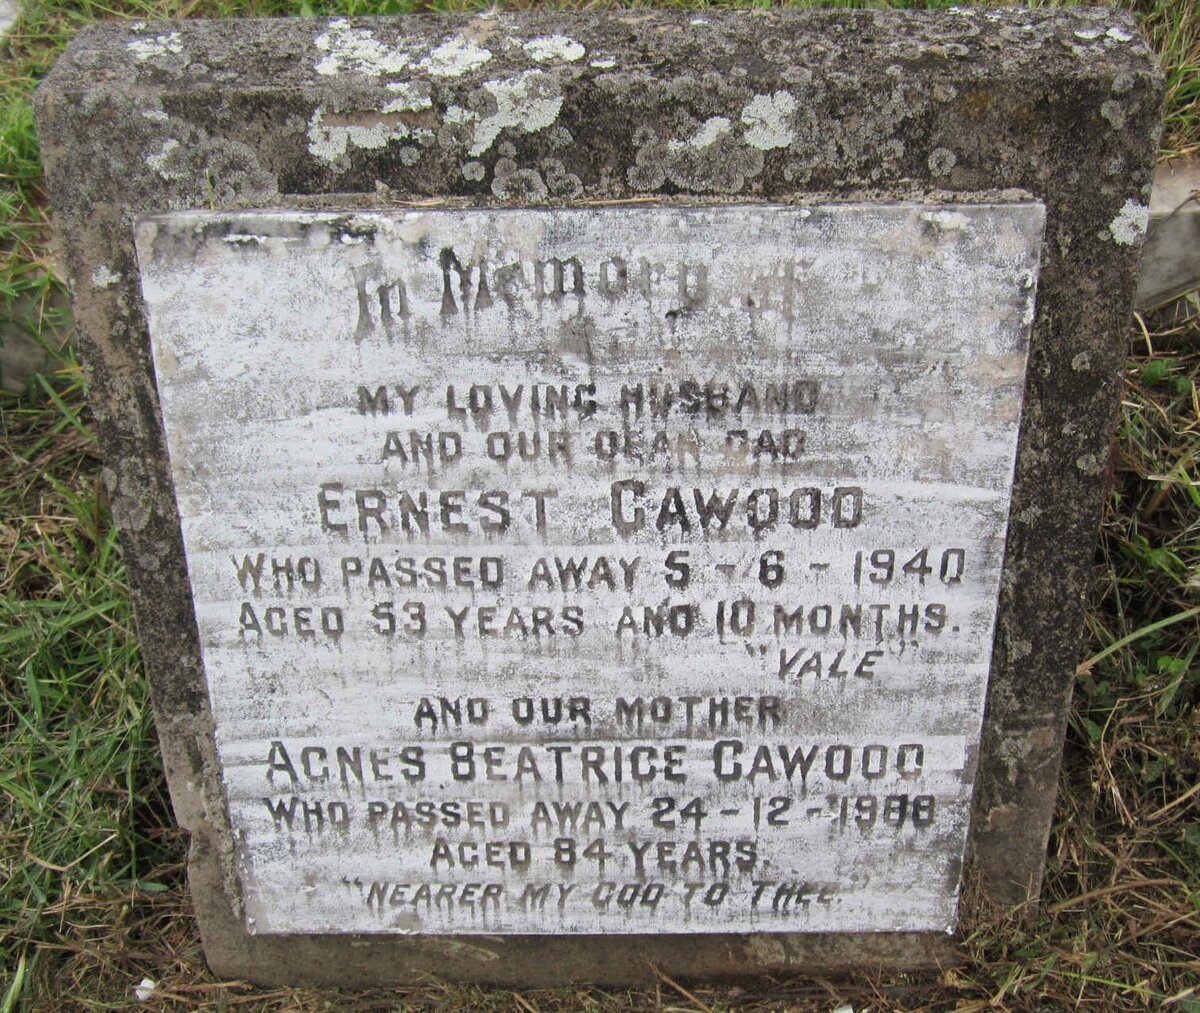 In Memory of
MY LOVING HUSBAND
AND OUR DEAR DAD
ERNEST CAWOOD
WHO PASSED AWAY 5 - 6 - 1940
AGED 53 YEARS AND 10 MONTHS.
"VALE"
AND OUR MOTHER
AGNES BEATRICE CAWOOD
WHO PASSED AWAY 24 - 12 -
AGED 84 YEARS.
"NEARER MY GOD TO THEE."